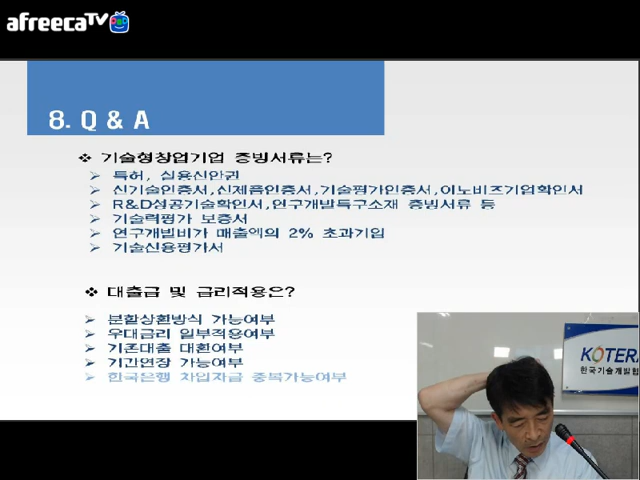 afreecaTV
8. Q & A
❖ 기술형창업기업 증빙서류는?
➢ 특허, 실용신안권
➢ 신기술인증서,신제품인증서,기술평가인증서,이노비즈기업확인서
➢ R&D성공기술확인서,연구개발특구소재 증빙서류 등
➢ 기술력평가 보증서
➢ 연구개발비가 매출액의 2% 초과기업
➢ 기술신용평가서
❖ 대출금 및 금리적용은?
➢ 분할상환방식 가능여부
➢ 우대금리 일부적용여부
➢ 기존대출 대환여부
➢ 기간연장 가능여부
➢ 한국은행 차입자금 중복가능여부
KOTERA
한국기술개발협